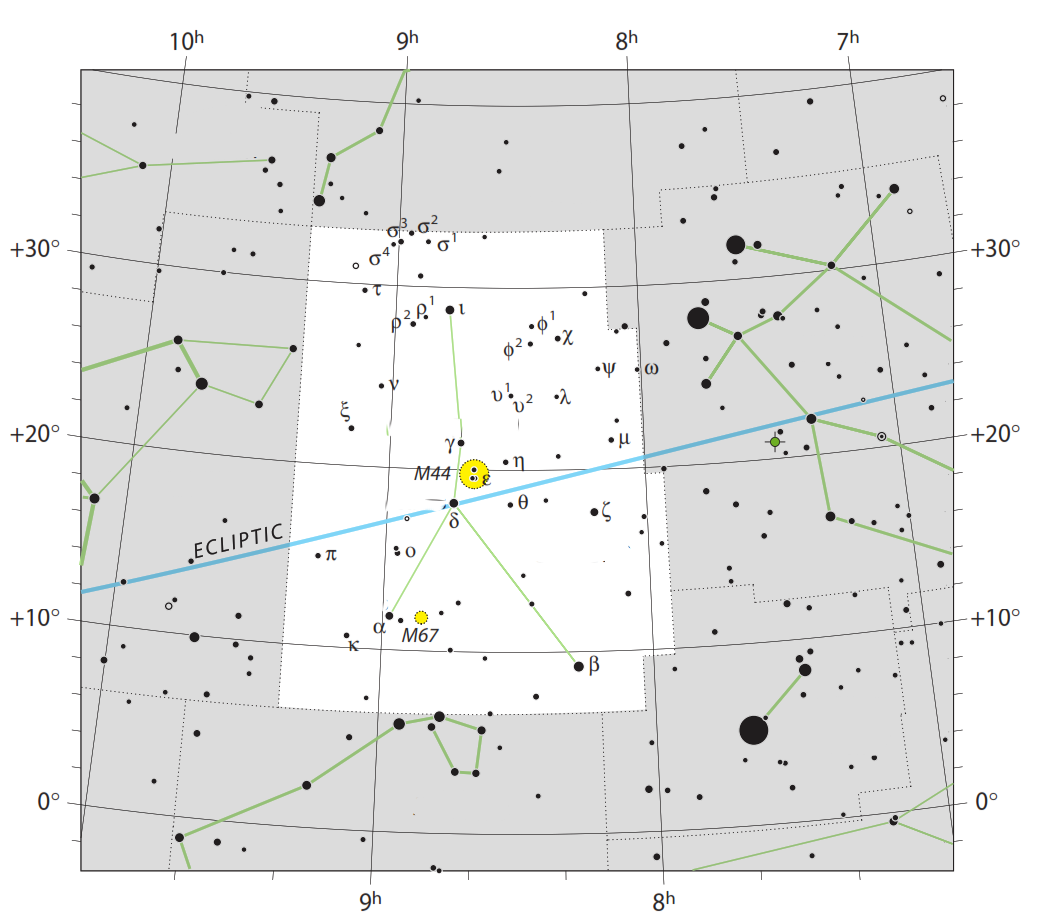 10h 9h 8h 7h
σ3 σ2
+30° σ4 σ1 +30°
τ
ρ2 ρ1 ι
φ1 χ
φ2
ψ ω
ν
υ1 υ2 λ
ξ
+20° γ μ +20°
M44 ε η
θ ζ
δ
ECLIPTIC
π ο
+10° α M67 +10°
κ
β
0° 0°
9h 8h